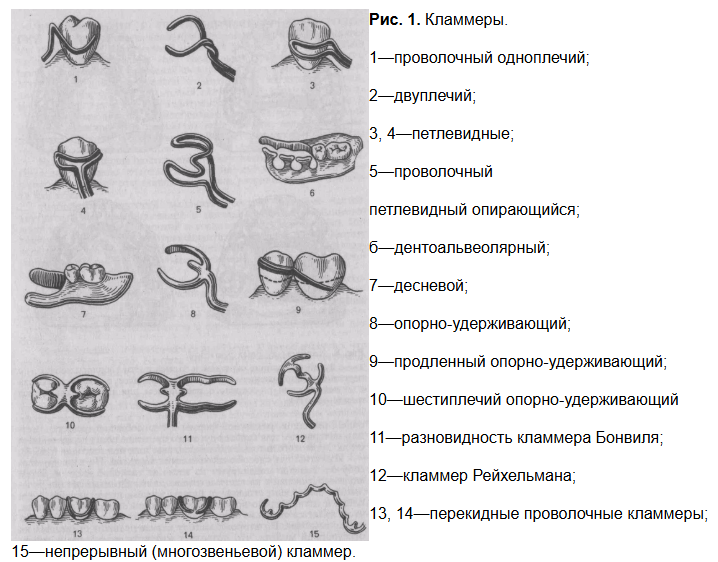 Рис. 1. Кламмеры.
1—проволочный одноплечий;
2—двуплечий;
3, 4—петлевидные;
5—проволочный
петлевидный опирающийся;
б—дентоальвеолярный;
7—десневой;
8—опорно-удерживающий;
9—продленный опорно-удерживающий;
10—шестиплечий опорно-удерживающий
11—разновидность кламмера Бонвиля;
12—кламмер Рейхельмана;
13, 14—перекидные проволочные кламмеры;
15—непрерывный (многозвеньевой) кламмер.
1 2 3
4 5 6
7 8 9
10 11 12
13 14 15